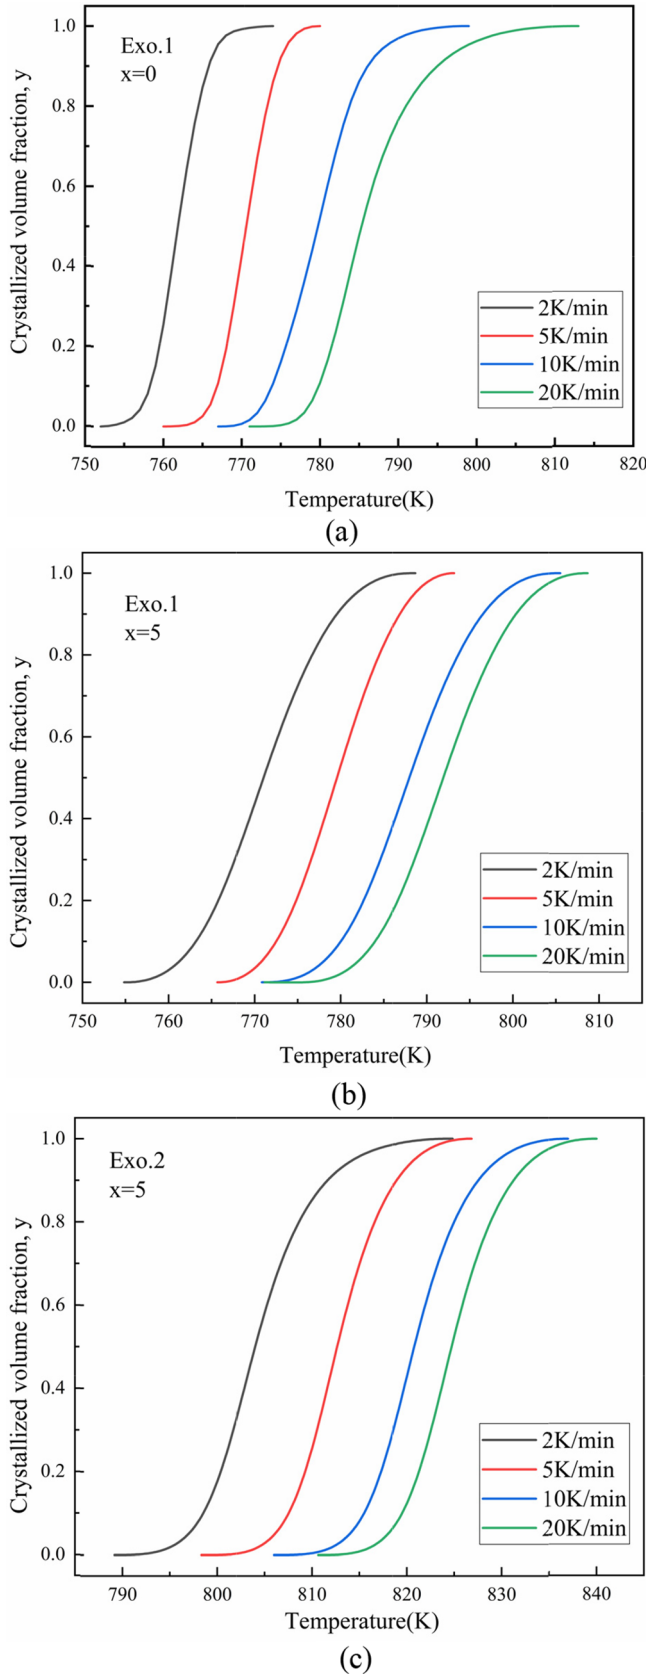 Crystallized volume fraction, y
1.0
0.8
0.6
0.4
0.2
0.0
Exo.1
x=0
2K/min
5K/min
10K/min
20K/min
750 760 770 780 790 800 810 820
Temperature(K)
(a)
Crystallized volume fraction, y
1.0
0.8
0.6
0.4
0.2
0.0
Exo.1
x=5
2K/min
5K/min
10K/min
20K/min
750 760 770 780 790 800 810
Temperature(K)
(b)
Crystallized volume fraction, y
1.0
0.8
0.6
0.4
0.2
0.0
Exo.2
x=5
2K/min
5K/min
10K/min
20K/min
790 800 810 820 830 840
Temperature(K)
(c)